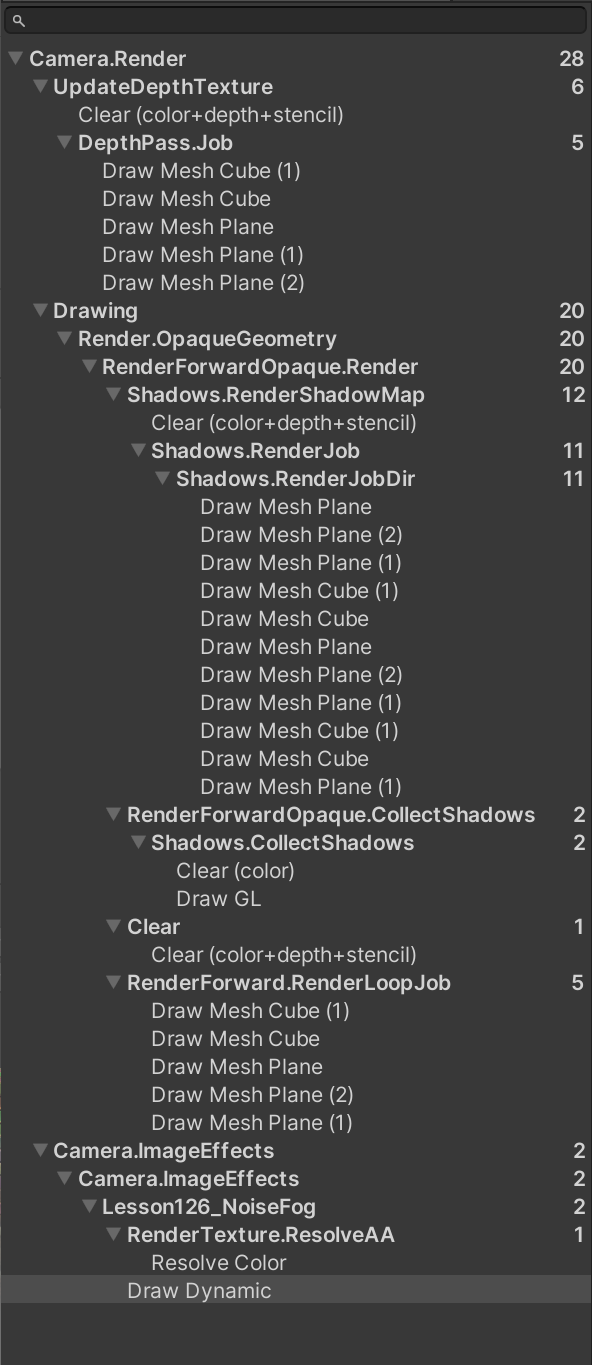 Camera.Render 28
UpdateDepthTexture 6
Clear (color+depth+stencil)
DepthPass.Job 5
Draw Mesh Cube (1)
Draw Mesh Cube
Draw Mesh Plane
Draw Mesh Plane (1)
Draw Mesh Plane (2)
Drawing 20
Render.OpaqueGeometry 20
RenderForwardOpaque.Render 20
Shadows.RenderShadowMap 12
Clear (color+depth+stencil)
Shadows.RenderJob 11
Shadows.RenderJobDir 11
Draw Mesh Plane
Draw Mesh Plane (2)
Draw Mesh Plane (1)
Draw Mesh Cube (1)
Draw Mesh Cube
Draw Mesh Plane
Draw Mesh Plane (2)
Draw Mesh Plane (1)
Draw Mesh Cube (1)
Draw Mesh Cube
Draw Mesh Plane (1)
RenderForwardOpaque.CollectShadows 2
Shadows.CollectShadows 2
Clear (color)
Draw GL
Clear 1
Clear (color+depth+stencil)
RenderForward.RenderLoopJob 5
Draw Mesh Cube (1)
Draw Mesh Cube
Draw Mesh Plane
Draw Mesh Plane (2)
Draw Mesh Plane (1)
Camera.ImageEffects 2
Camera.ImageEffects 2
Lesson126_NoiseFog 2
RenderTexture.ResolveAA 1
Resolve Color
Draw Dynamic